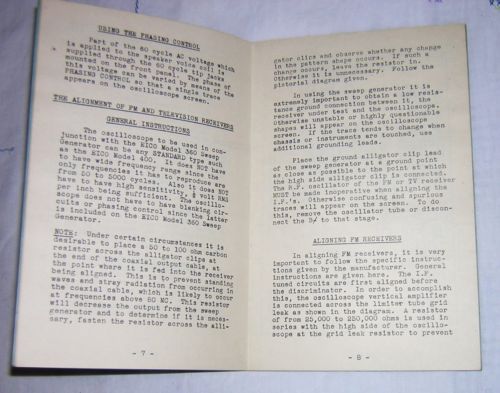 USING THE PHASING CONTROL
Part of the 60 cycle AC voltage which
is applied to the speaker voice coil is
supplied through the 60 cycle tip jacks
mounted on the front panel. The phase of
this voltage can be varied by means of the
PHASING CONTROL so that a single trace
appears on the oscilloscope screen.
THE ALIGNMENT OF FM AND TELEVISION RECEIVERS
GENERAL INSTRUCTIONS
The oscilloscope to be used in con-
junction with the EICO Model 360 Sweep
Generator can be any STANDARD type such
as the EICO Model 400. It does NOT have
to have wide frequency range since the
only frequencies it has to reproduce are
from 50 to 5000 cycles. Also it does NOT
have to have high sensitivity, 1 volt RMS
per inch being sufficient. The oscillo-
scope does not have to have blanking cir-
cuits or phasing control since the latter
is included on the EICO Model 360 Sweep
Generator.
NOTE: Under certain circumstances it is
desirable to place a 50 to 100 ohm carbon
resistor across the alligator clips at
the end of the coaxial output cable, at
the point where it is fed into the receiver
being aligned. This is to prevent standing
waves and stray radiation from occurring in
the coaxial cable, which is likely to occur
at frequencies above 50 MC. This resistor
will decrease the output from the sweep
generator and to determine if it is neces-
cary, fasten the resistor across the alli-
- 7 -
gator clips and observe whether any change
in the pattern shape occurs. If such a
change occurs, leave the resistor in.
otherwise it is unnecessary. Follow the
pictorial diagram given.
In using the sweep generator it is
extremely important to obtain a low resis-
tance ground connection between it, the
receiver under test and the oscilloscope,
otherwise unstable or highly questionable
shapes will appear on the oscilloscope
screen. If the trace tends to change when
chassis or instruments are touched, use
additional grounding leads.
Place the ground alligator clip lead
of the sweep generator at a ground point
as close as possible to the point at which
the high side alligator clip is connected.
The R.F. oscillator of the FM or TV receiver
MUST be made inoperative when aligning the
I.F.'s. Otherwise confusing and spurious
traces will appear on the screen. To do
this, remove the oscillator tube or discon-
nect the B/ to that stage.
ALIGNING FM RECEIVERS
In aligning FM receivers, it is very
important to follow the specific instruc-
tions given by the manufacturer. General
instructions are given here. The I.F.
tuned circuits are first aligned before
the discriminator. In order to accomplish
this, the oscilloscope vertical amplifier
is connected across the limiter tube grid
leak as shown in the diagram. A resistor
of from 25,000 to 250,000 ohms is used in
series with the high side of the oscillo-
scope at the grid leak resistor to prevent
- 8 -